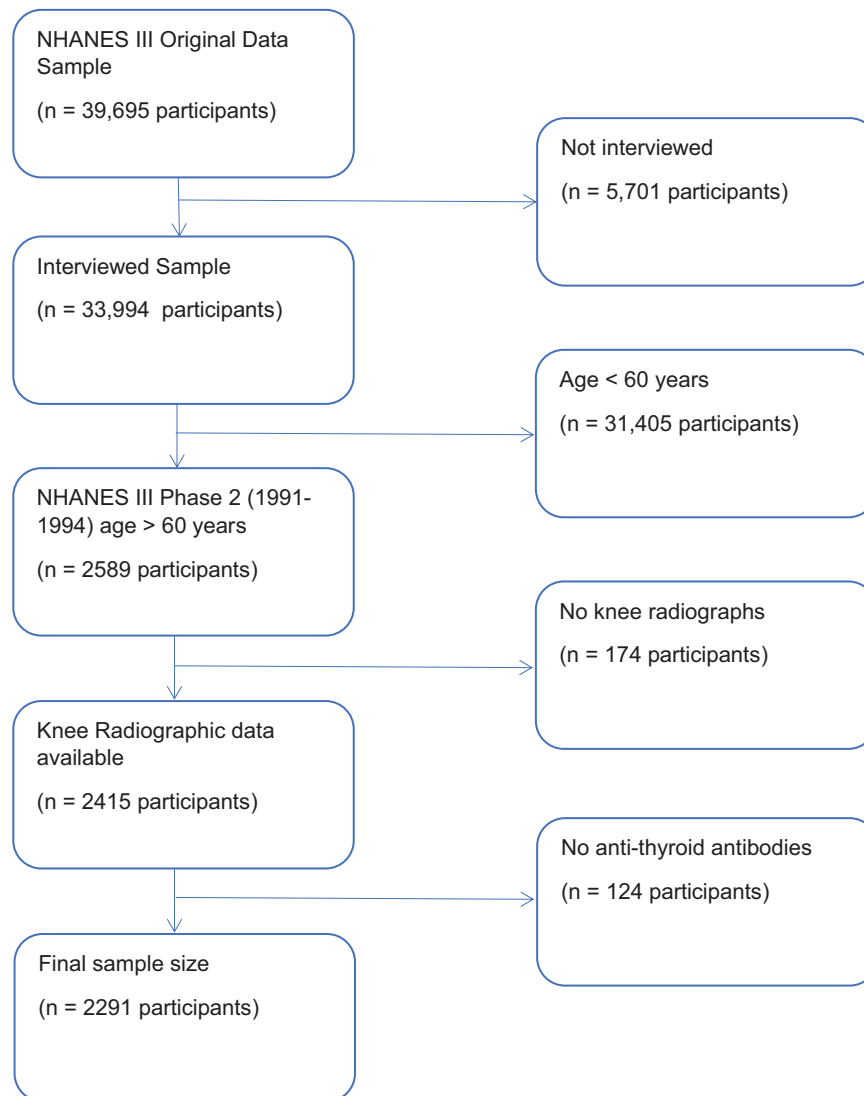 NHANES III Original Data
Sample
(n = 39,695 participants)
Not interviewed
(n = 5,701 participants)
Interviewed Sample
(n = 33,994  participants)
Age < 60 years
(n = 31,405 participants)
NHANES III Phase 2 (1991-
1994) age > 60 years
(n = 2589 participants)
No knee radiographs
(n = 174 participants)
Knee Radiographic data
available
(n = 2415 participants)
No anti-thyroid antibodies
(n = 124 participants)
Final sample size
(n = 2291 participants)